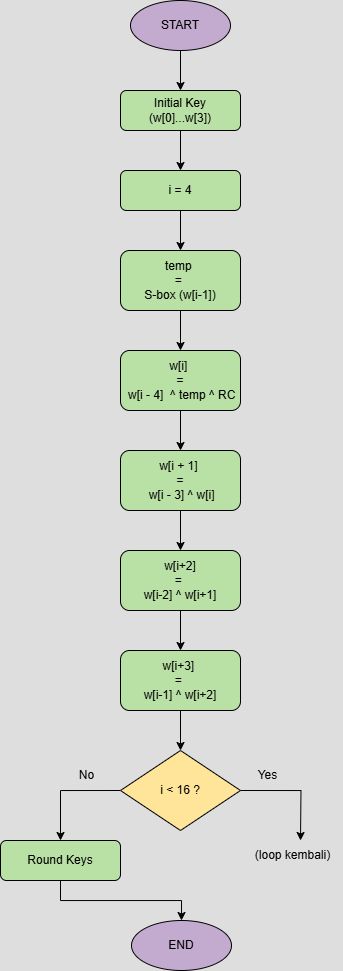 START
Initial Key
(w[0]...w[3])
i = 4
temp
=
S-box (w[i-1])
w[i]
=
w[i - 4] ^ temp ^ RC
w[i + 1]
=
w[i - 3] ^ w[i]
w[i+2]
=
w[i-2] ^ w[i+1]
w[i+3]
=
w[i-1] ^ w[i+2]
i < 16 ?
No
Yes
Round Keys
(loop kembali)
END